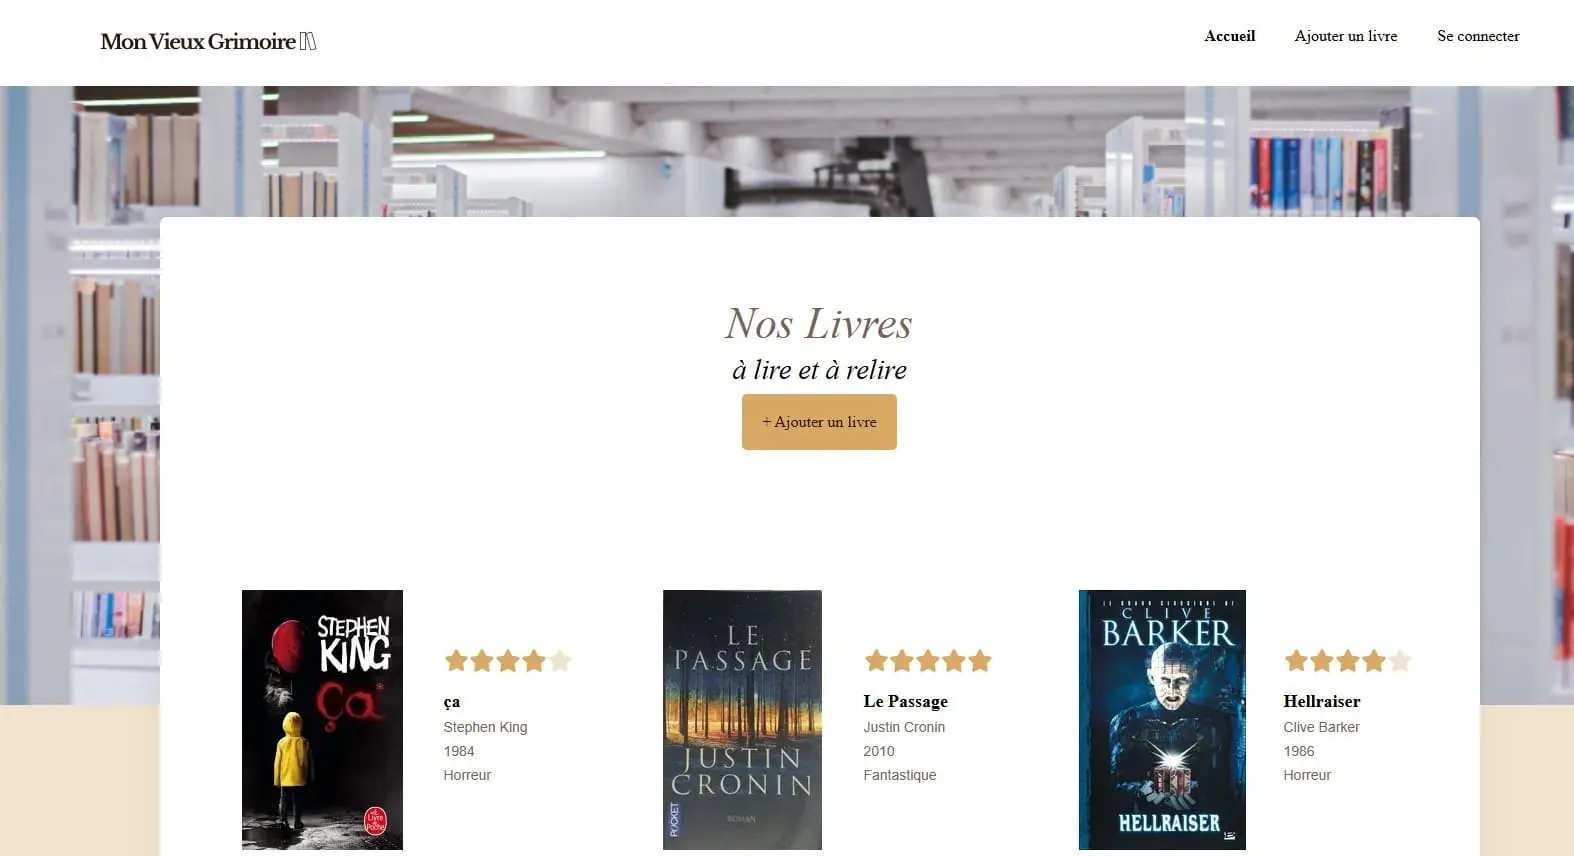 Mon Vieux Grimoire
Accueil
Ajouter un livre
Se connecter
Nos Livres
à lire et à relire
+ Ajouter un livre
STEPHEN
KING
Ça*
Le
Livre
de
Poche
ça
Stephen King
1984
Horreur
LE
PASSAGE
JUSTIN
CRONIN
ROMAN
POCKET
Le Passage
Justin Cronin
2010
Fantastique
CLIVE
BARKER
HELLRAISER
Hellraiser
Clive Barker
1986
Horreur